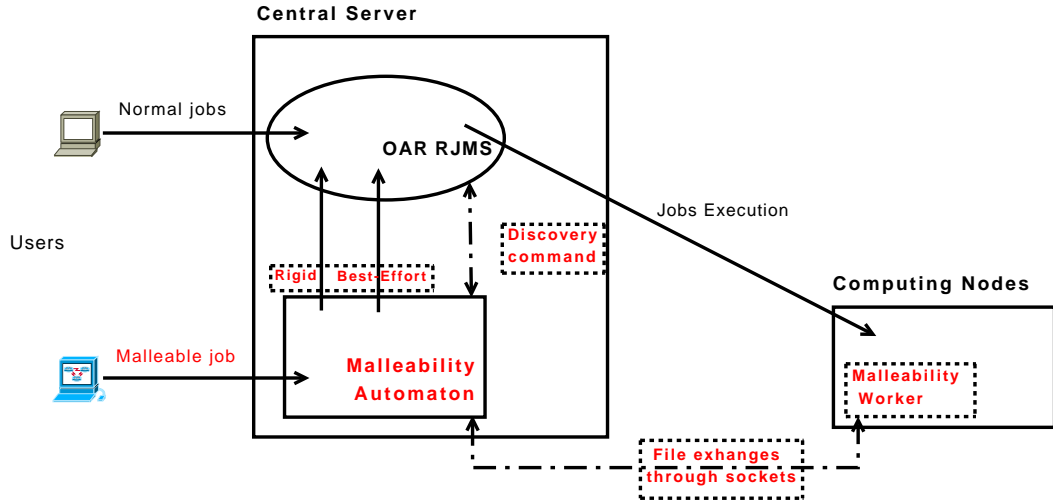 Central Server
Normal jobs
OAR RJMS
Users
Jobs Execution
Discovery
command
Rigid
Best-Effort
Computing Nodes
Malleable job
Malleability
Automaton
Malleability
Worker
File exhanges
through sockets